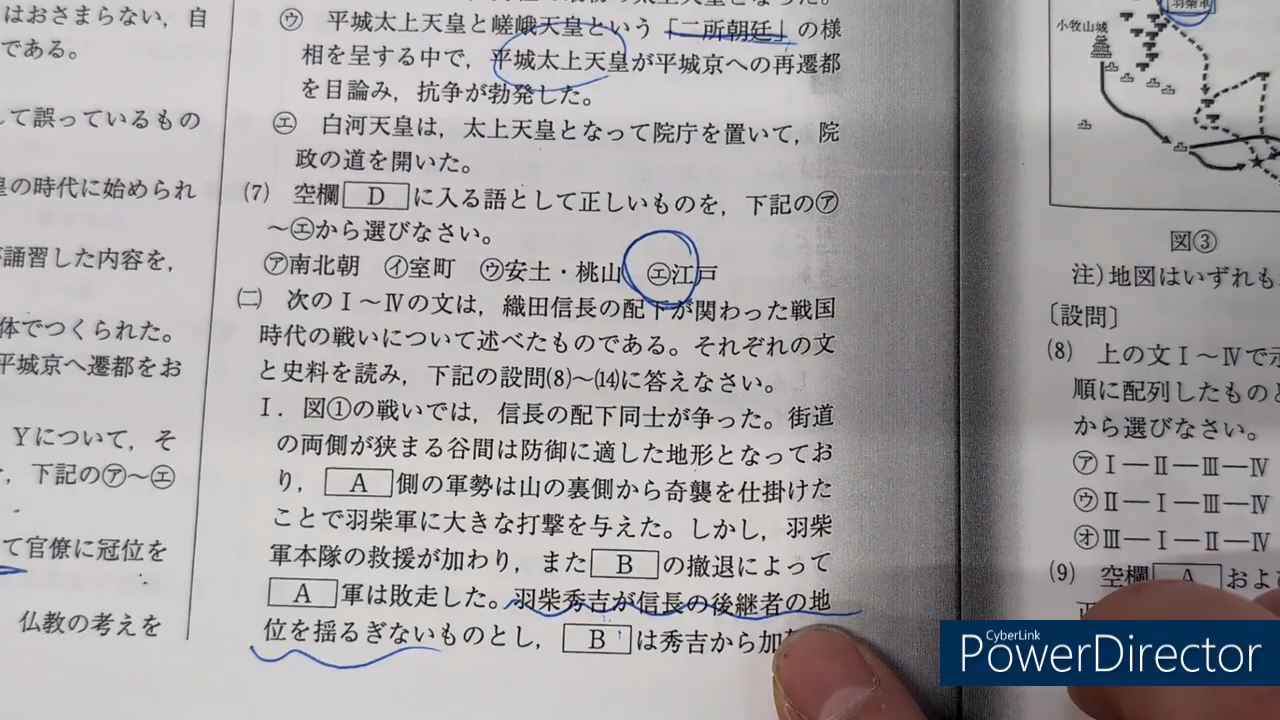 はおさまらない，自
である。
して誤っているもの
皇の時代に始められ
誦習した内容を，
体でつくられた。
平城京へ遷都をお
Yについて，そ
下記の㋐～㋓
て官僚に冠位を
仏教の考えを
㋒ 平城太上天皇と嵯峨天皇という「二所朝廷」の様
相を呈する中で，平城太上天皇が平城京への再遷都
を目論み，抗争が勃発した。
㋓ 白河天皇は，太上天皇となって院庁を置いて，院
政の道を開いた。
(7) 空欄 D に入る語として正しいものを，下記の㋐
～㋓から選びなさい。
㋐南北朝 ㋑室町 ㋒安土・桃山 ㋓江戸
㈡ 次のⅠ～Ⅳの文は，織田信長の配下が関わった戦国
時代の戦いについて述べたものである。それぞれの文
と史料を読み，下記の設問⑻～⒁に答えなさい。
Ⅰ．図①の戦いでは，信長の配下同士が争った。街道
の両側が狭まる谷間は防御に適した地形となってお
り， A 側の軍勢は山の裏側から奇襲を仕掛けた
ことで羽柴軍に大きな打撃を与えた。しかし，羽柴
軍本隊の救援が加わり，また B の撤退によって
A 軍は敗走した。羽柴秀吉が信長の後継者の地
位を揺るぎないものとし， B は秀吉から加
小牧山城
図③
注）地図はいずれも
〔設問〕
(8) 上の文Ⅰ～Ⅳで示
順に配列したものと
から選びなさい。
㋐Ⅰ―Ⅱ―Ⅲ―Ⅳ
㋒Ⅱ―Ⅰ―Ⅲ―Ⅳ
㋔Ⅲ―Ⅰ―Ⅱ―Ⅳ
(9) 空欄 A およ
CyberLink
PowerDirector